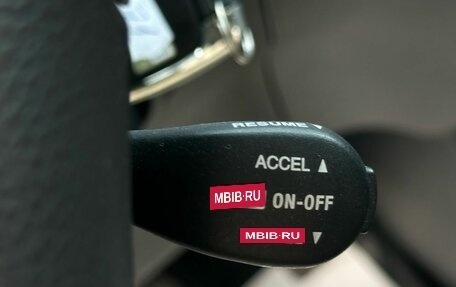 RESUME ▼
ACCEL ▲
MBIB·RU ON-OFF
MBIB·RU ▼